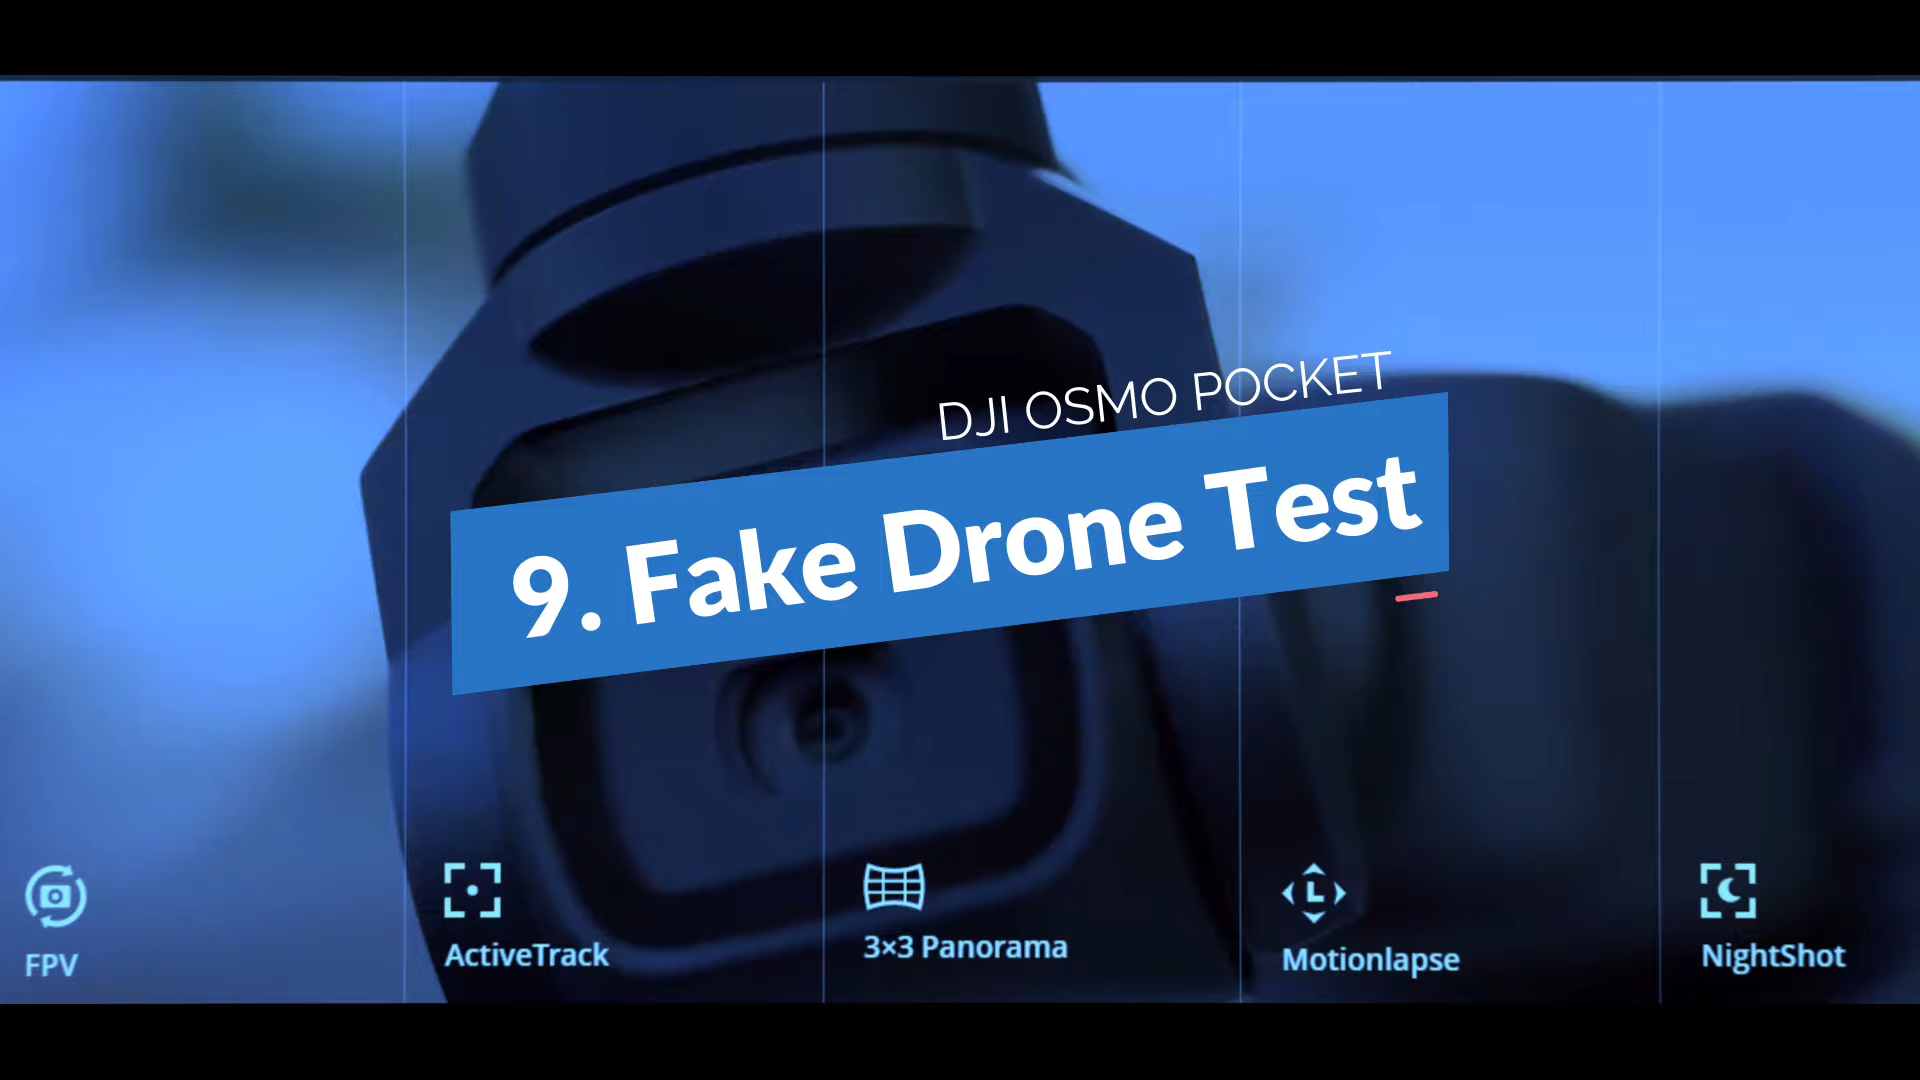 DJI OSMO POCKET
9. Fake Drone Test
FPV
ActiveTrack
3×3 Panorama
Motionlapse
NightShot